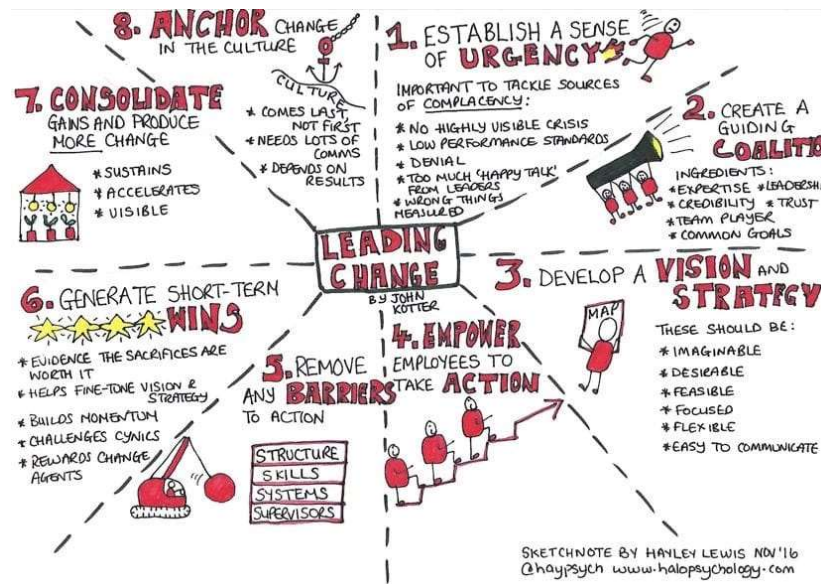 LEADING
CHANGE
BY JOHN
KOTTER
1. ESTABLISH A SENSE
OF URGENCY
IMPORTANT TO TACKLE SOURCES
OF COMPLACENCY:
* NO HIGHLY VISIBLE CRISIS
* LOW PERFORMANCE STANDARDS
* DENIAL
* TOO MUCH 'HAPPY TALK'
FROM LEADERS
* WRONG THINGS
MEASURED
2. CREATE A
GUIDING
COALITIO
INGREDIENTS:
* EXPERTISE * LEADERSHI
* CREDIBILITY * TRUST
* TEAM PLAYER
* COMMON GOALS
3. DEVELOP A VISION AND
STRATEGY
MAP
THESE SHOULD BE:
* IMAGINABLE
* DESIRABLE
* FEASIBLE
* FOCUSED
* FLEXIBLE
* EASY TO COMMUNICATE
4. EMPOWER
EMPLOYEES TO
TAKE ACTION
5. REMOVE
ANY BARRIERS
TO ACTION
STRUCTURE
SKILLS
SYSTEMS
SUPERVISORS
6. GENERATE SHORT-TERM
WINS
* EVIDENCE THE SACRIFICES ARE
WORTH IT
* HELPS FINE-TONE VISION &
STRATEGY
* BUILDS MOMENTUM
* CHALLENGES CYNICS
* REWARDS CHANGE
AGENTS
7. CONSOLIDATE
GAINS AND PRODUCE
MORE CHANGE
* SUSTAINS
* ACCELERATES
* VISIBLE
8. ANCHOR CHANGE
IN THE CULTURE
CULTURE
* COMES LAST,
NOT FIRST
* NEEDS LOTS OF
COMMS
* DEPENDS ON
RESULTS
SKETCHNOTE BY HAYLEY LEWIS NOV'16
@haypsych www.halopsychology.com